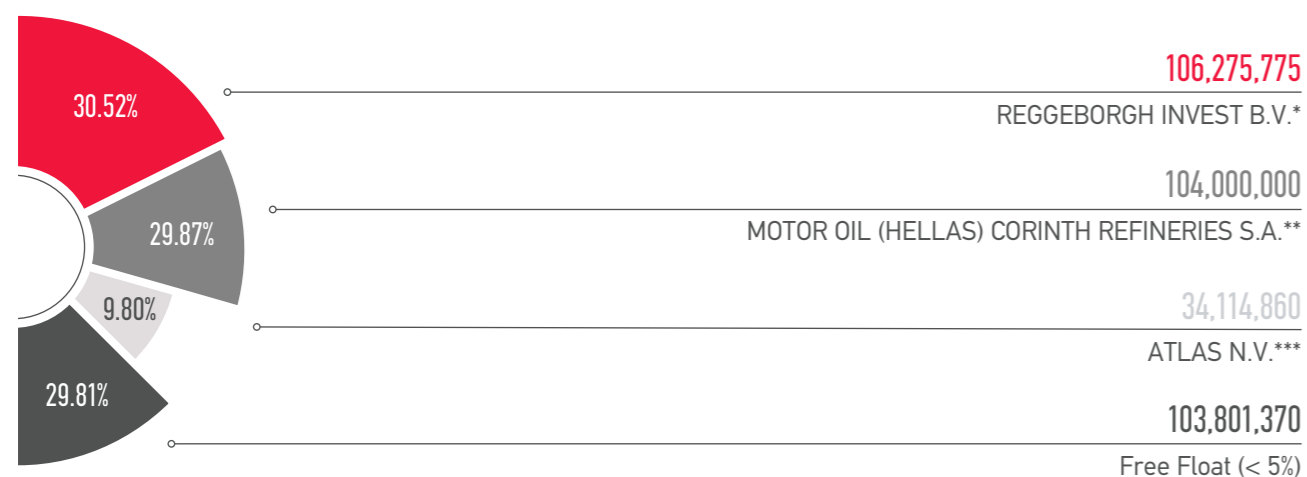 106,275,775
30.52%
REGGEBORGH INVEST B.V.*
104,000,000
29.87%
MOTOR OIL (HELLAS) CORINTH REFINERIES S.A.**
34,114,860
9.80%
ATLAS N.V.***
103,801,370
29.81%
Free Float (< 5%)